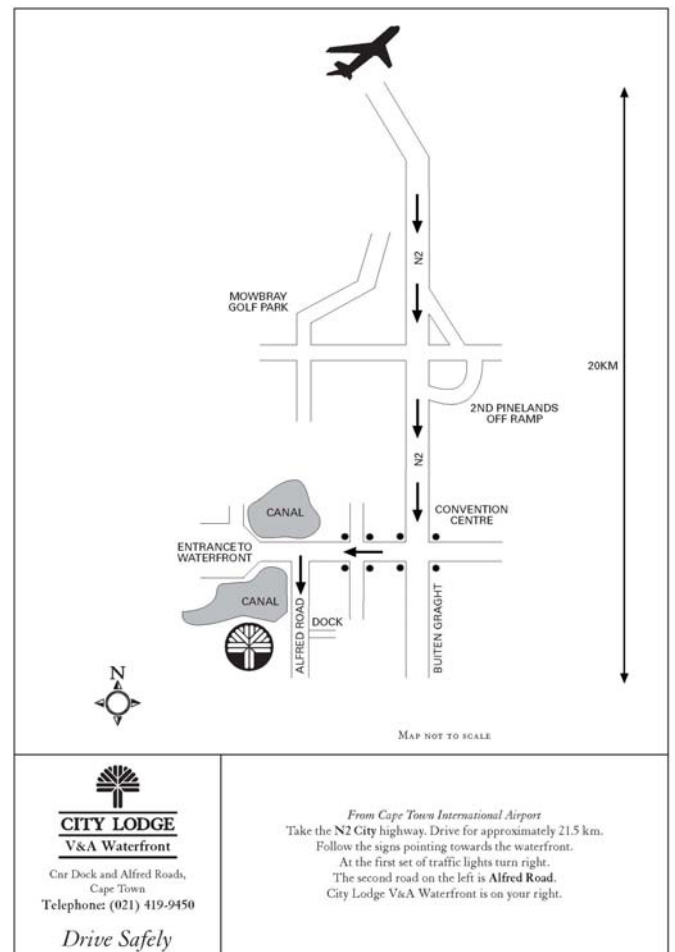 N2
MOWBRAY
GOLF PARK
20KM
2ND PINELANDS
OFF RAMP
N2
CANAL
CONVENTION
CENTRE
ENTRANCE TO
WATERFRONT
CANAL
ALFRED ROAD
DOCK
BUITEN GRAGHT
N
MAP NOT TO SCALE
CITY LODGE
V&A Waterfront
Cnr Dock and Alfred Roads,
Cape Town
Telephone: (021) 419-9450
Drive Safely
From Cape Town International Airport
Take the N2 City highway. Drive for approximately 21.5 km.
Follow the signs pointing towards the waterfront.
At the first set of traffic lights turn right.
The second road on the left is Alfred Road.
City Lodge V&A Waterfront is on your right.